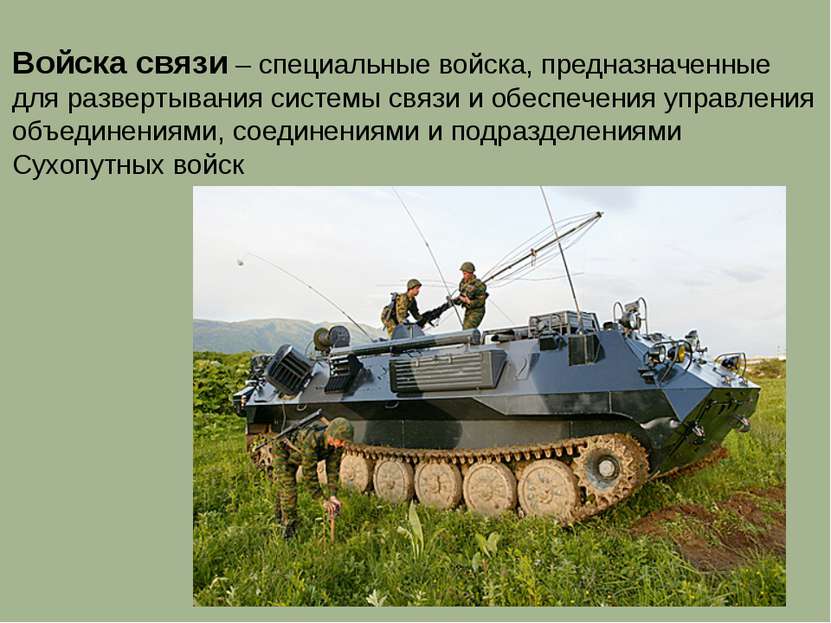 Войска связи – специальные войска, предназначенные
для развертывания системы связи и обеспечения управления
объединениями, соединениями и подразделениями
Сухопутных войск